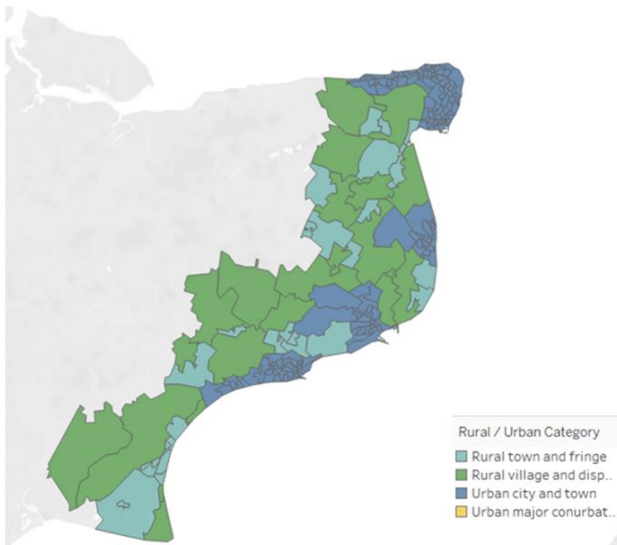 Rural / Urban Category
Rural town and fringe
Rural village and disp..
Urban city and town
Urban major conurbat..